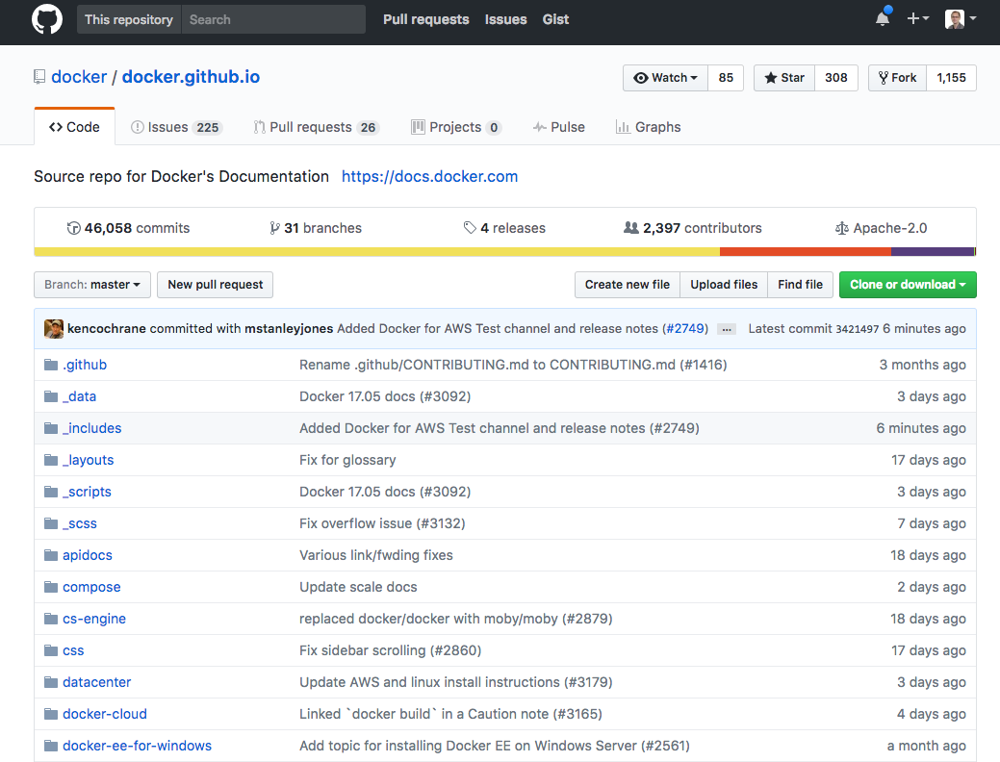 This repository Search Pull requests Issues Gist
docker / docker.github.io Watch 85 Star 308 Fork 1,155
Code Issues 225 Pull requests 26 Projects 0 Pulse Graphs
Source repo for Docker's Documentation https://docs.docker.com
46,058 commits 31 branches 4 releases 2,397 contributors Apache-2.0
Branch: master New pull request Create new file Upload files Find file Clone or download
kencochrane committed with mstanleyjones Added Docker for AWS Test channel and release notes (#2749) … Latest commit 3421497 6 minutes ago
.github Rename .github/CONTRIBUTING.md to CONTRIBUTING.md (#1416) 3 months ago
_data Docker 17.05 docs (#3092) 3 days ago
_includes Added Docker for AWS Test channel and release notes (#2749) 6 minutes ago
_layouts Fix for glossary 17 days ago
_scripts Docker 17.05 docs (#3092) 3 days ago
_scss Fix overflow issue (#3132) 7 days ago
apidocs Various link/fwding fixes 18 days ago
compose Update scale docs 2 days ago
cs-engine replaced docker/docker with moby/moby (#2879) 18 days ago
css Fix sidebar scrolling (#2860) 17 days ago
datacenter Update AWS and linux install instructions (#3179) 3 days ago
docker-cloud Linked `docker build` in a Caution note (#3165) 4 days ago
docker-ee-for-windows Add topic for installing Docker EE on Windows Server (#2561) a month ago